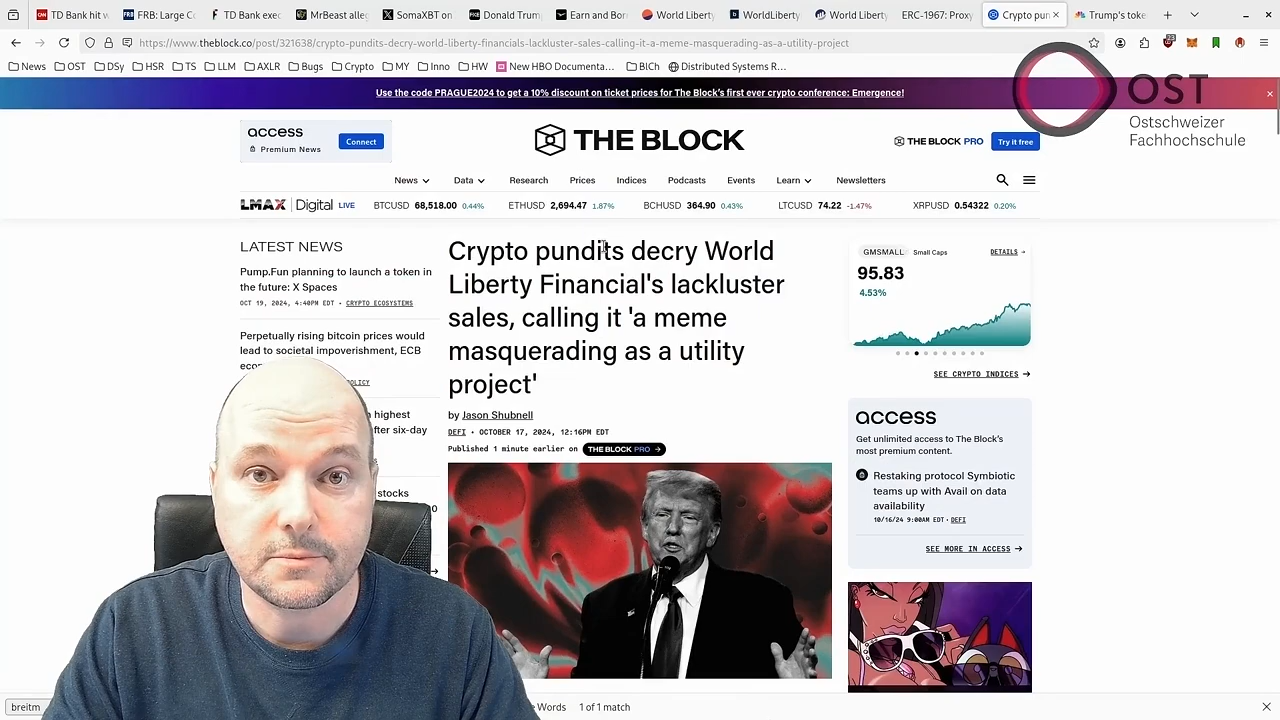 TD Bank hit w
FRB: Large C
TD Bank exec
MrBeast alleg
SomaXBT on
Donald Trum
Earn and Bor
World Liberty
WorldLiberty
World Liberty
ERC-1967: Proxy
Crypto pun
Trump's toke
https://www.theblock.co/post/321638/crypto-pundits-decry-world-liberty-financials-lackluster-sales-calling-it-a-meme-masquerading-as-a-utility-project
News
OST
DSy
HSR
TS
LLM
AXLR
Bugs
Crypto
MY
Inno
HW
New HBO Documenta...
BlCh
Distributed Systems R...
OST
Ostschweizer
Fachhochschule
Use the code PRAGUE2024 to get a 10% discount on ticket prices for The Block's first ever crypto conference: Emergence!
access
Premium News
Connect
THE BLOCK
THE BLOCK PRO
Try it free
News
Data
Research
Prices
Indices
Podcasts
Events
Learn
Newsletters
LMAX Digital LIVE
BTCUSD 68,518.00 0.44%
ETHUSD 2,694.47 1.87%
BCHUSD 364.90 0.43%
LTCUSD 74.22 -1.47%
XRPUSD 0.54322 0.20%
LATEST NEWS
Pump.Fun planning to launch a token in
the future: X Spaces
OCT 19, 2024, 4:40PM EDT • CRYPTO ECOSYSTEMS
Perpetually rising bitcoin prices would
lead to societal impoverishment, ECB
highest
after six-day
stocks
Crypto pundits decry World
Liberty Financial's lackluster
sales, calling it 'a meme
masquerading as a utility
project'
by Jason Shubnell
DEFI • OCTOBER 17, 2024, 12:16PM EDT
Published 1 minute earlier on THE BLOCK PRO
GMSMALL Small Caps DETAILS
95.83
4.53%
SEE CRYPTO INDICES
access
Get unlimited access to The Block's
most premium content.
Restaking protocol Symbiotic
teams up with Avail on data
availability
10/16/24 9:00AM EDT • DEFI
SEE MORE IN ACCESS
breitm
Words
1 of 1 match